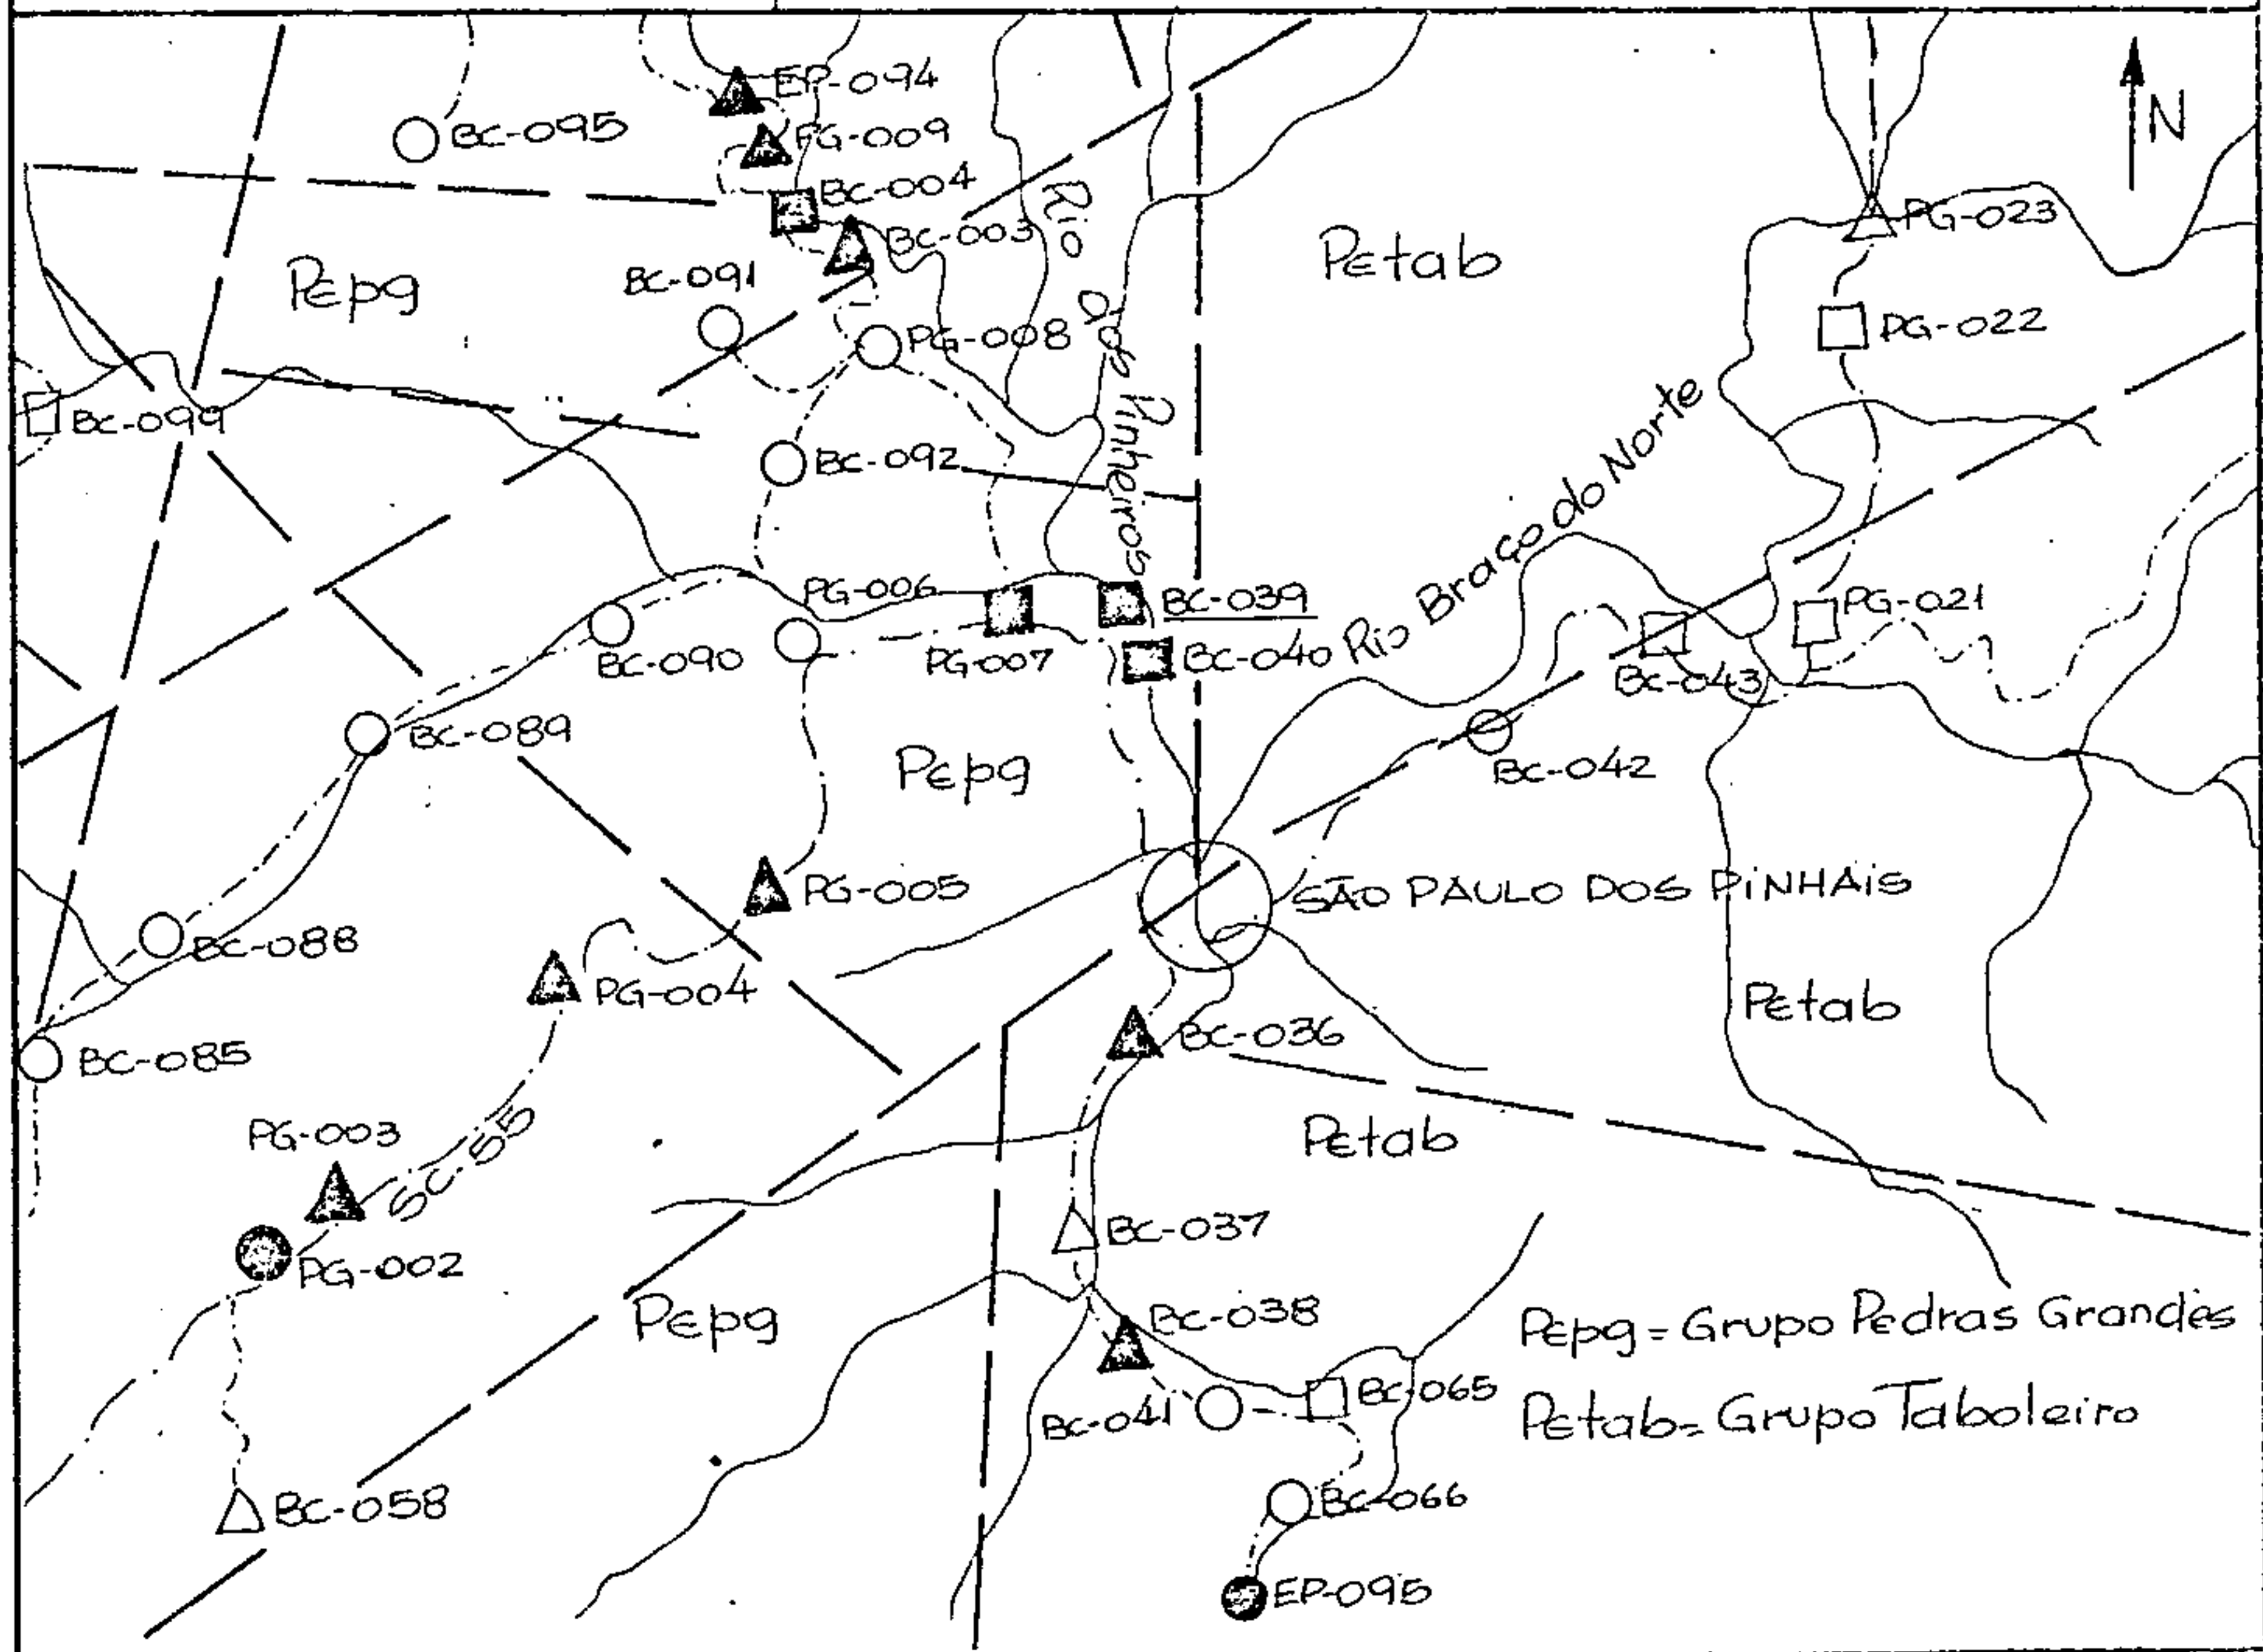 EP-094
BC-095
PG-009
N
BC-004
BC-003
PG-023
Rio dos Pinheiros
PEtab
BC-091
PEpg
PG-022
PG-008
Rio Braço do Norte
BC-099
BC-092
PG-006
BC-039
PG-021
BC-090
PG-007
BC-040
BC-043
BC-089
PEpg
BC-042
PG-005
SÃO PAULO DOS PINHAIS
BC-088
PG-004
PEtab
BC-036
BC-085
PG-003
SC-55
PEtab
BC-037
PG-002
PEpg
BC-038
PEpg = Grupo Pedras Grandes
BC-065
BC-041
PEtab = Grupo Taboleiro
BC-058
BC-066
EP-095